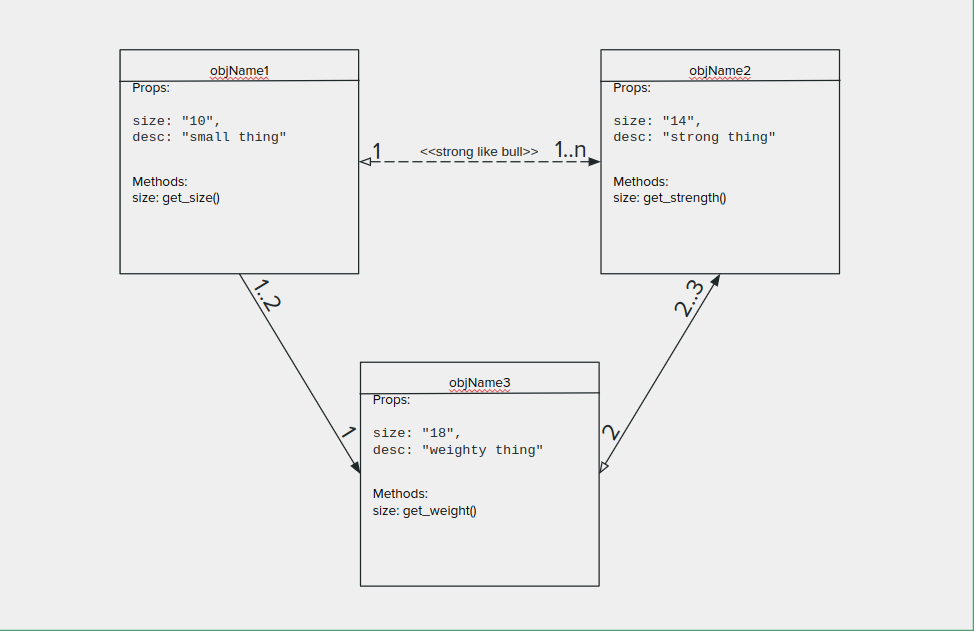 objName1
Props:
size: "10",
desc: "small thing"
Methods:
size: get_size()
1
<<strong like bull>>
1..n
objName2
Props:
size: "14",
desc: "strong thing"
Methods:
size: get_strength()
1..2
2..3
objName3
Props:
size: "18",
desc: "weighty thing"
Methods:
size: get_weight()
1
2